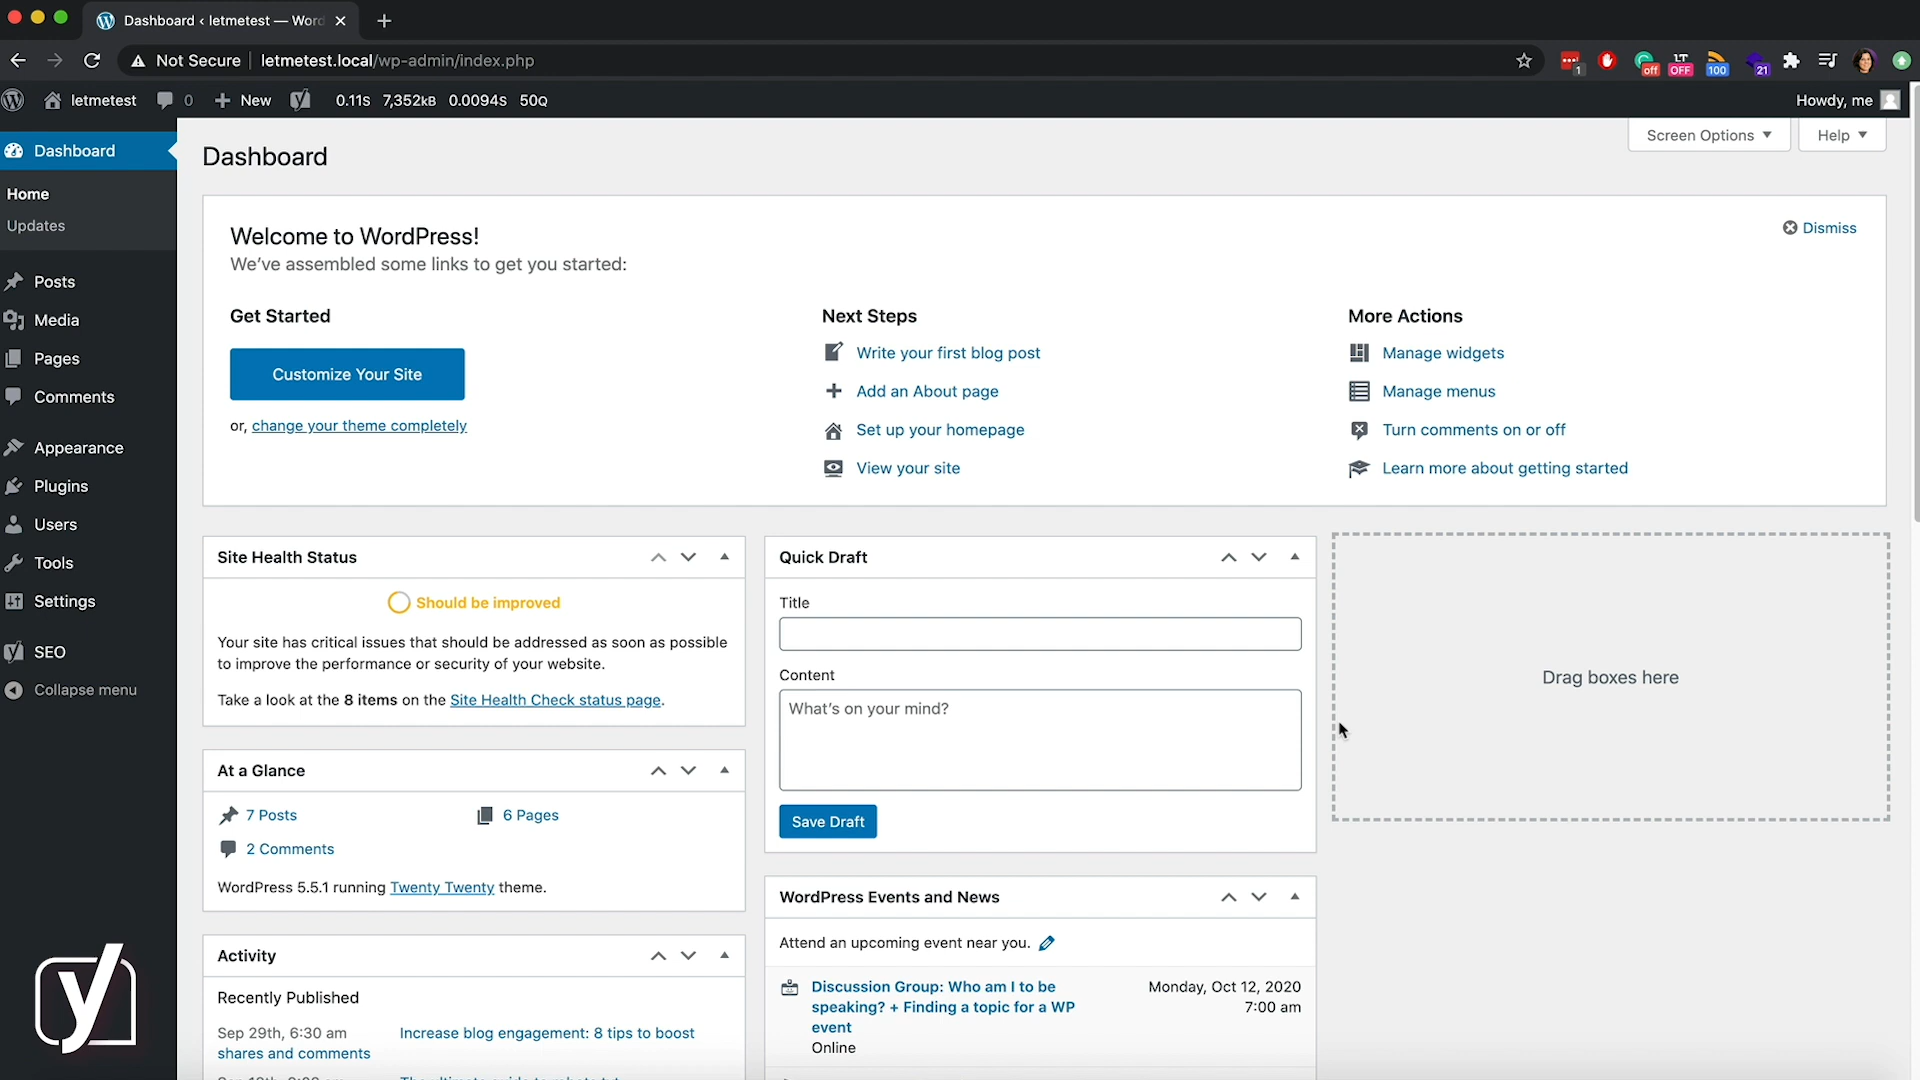 Dashboard ‹ letmetest — Word
Not Secure letmetest.local/wp-admin/index.php
1 off LT OFF 100 21
letmetest 0 New 0.11s 7,352kB 0.0094s 50Q Howdy, me
Screen Options Help
Dashboard
Home
Updates
Posts
Media
Pages
Comments
Appearance
Plugins
Users
Tools
Settings
SEO
Collapse menu
Dashboard
Welcome to WordPress!
We've assembled some links to get you started:
Dismiss
Get Started
Customize Your Site
or, change your theme completely
Next Steps
Write your first blog post
Add an About page
Set up your homepage
View your site
More Actions
Manage widgets
Manage menus
Turn comments on or off
Learn more about getting started
Site Health Status
Should be improved
Your site has critical issues that should be addressed as soon as possible
to improve the performance or security of your website.
Take a look at the 8 items on the Site Health Check status page.
At a Glance
7 Posts 6 Pages
2 Comments
WordPress 5.5.1 running Twenty Twenty theme.
Activity
Recently Published
Sep 29th, 6:30 am Increase blog engagement: 8 tips to boost
shares and comments
Quick Draft
Title
Content
What's on your mind?
Save Draft
WordPress Events and News
Attend an upcoming event near you.
Discussion Group: Who am I to be
speaking? + Finding a topic for a WP
event
Online
Monday, Oct 12, 2020
7:00 am
Drag boxes here
y